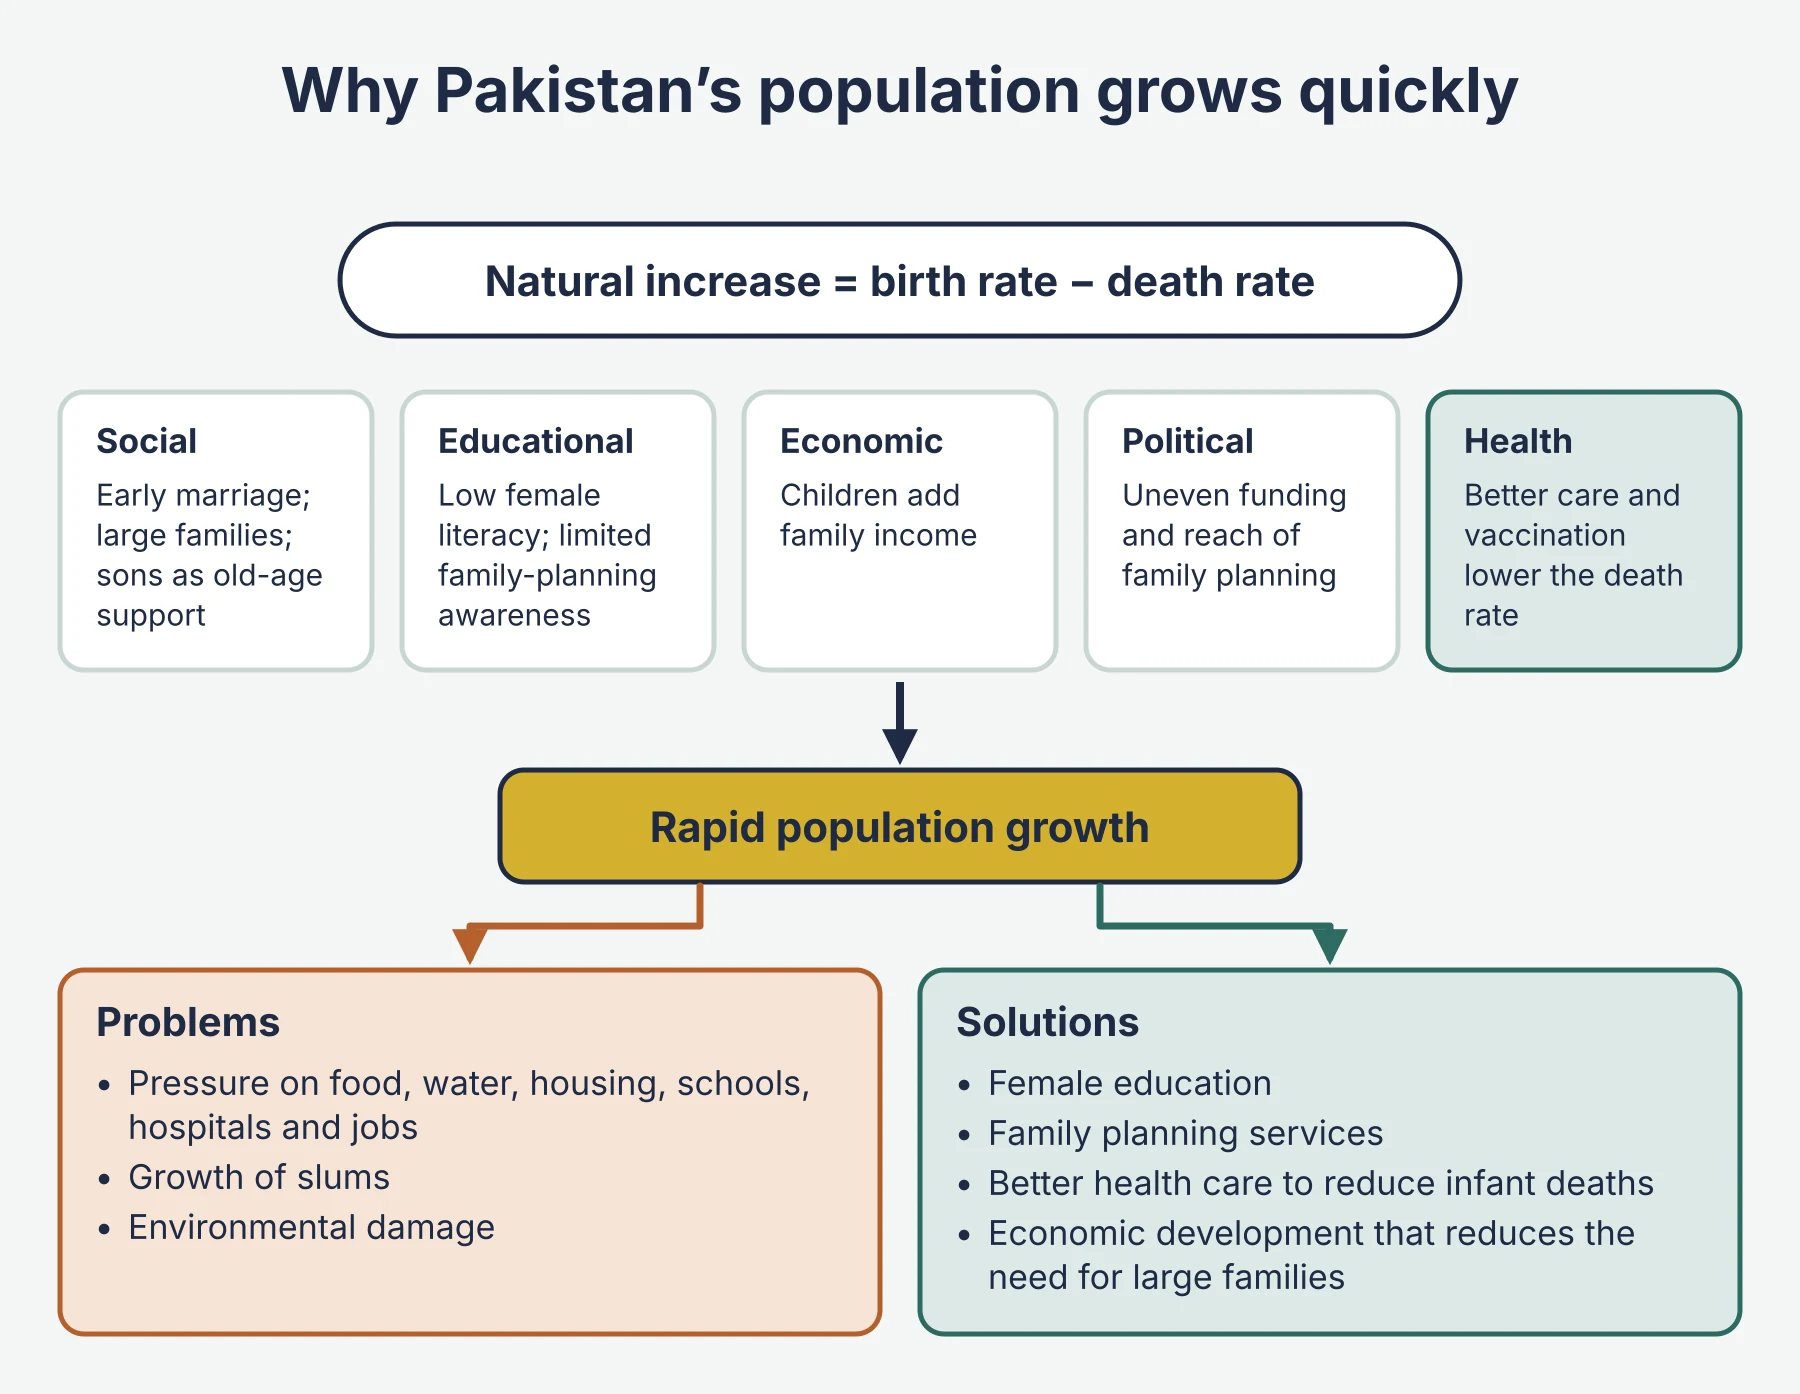 Why Pakistan’s population grows quickly
Natural increase = birth rate – death rate
Social
Early marriage;
large families;
sons as old-age
support
Educational
Low female
literacy; limited
family-planning
awareness
Economic
Children add
family income
Political
Uneven funding
and reach of
family planning
Health
Better care and
vaccination
lower the death
rate
Rapid population growth
Problems
• Pressure on food, water, housing, schools,
hospitals and jobs
• Growth of slums
• Environmental damage
Solutions
• Female education
• Family planning services
• Better health care to reduce infant deaths
• Economic development that reduces the
need for large families